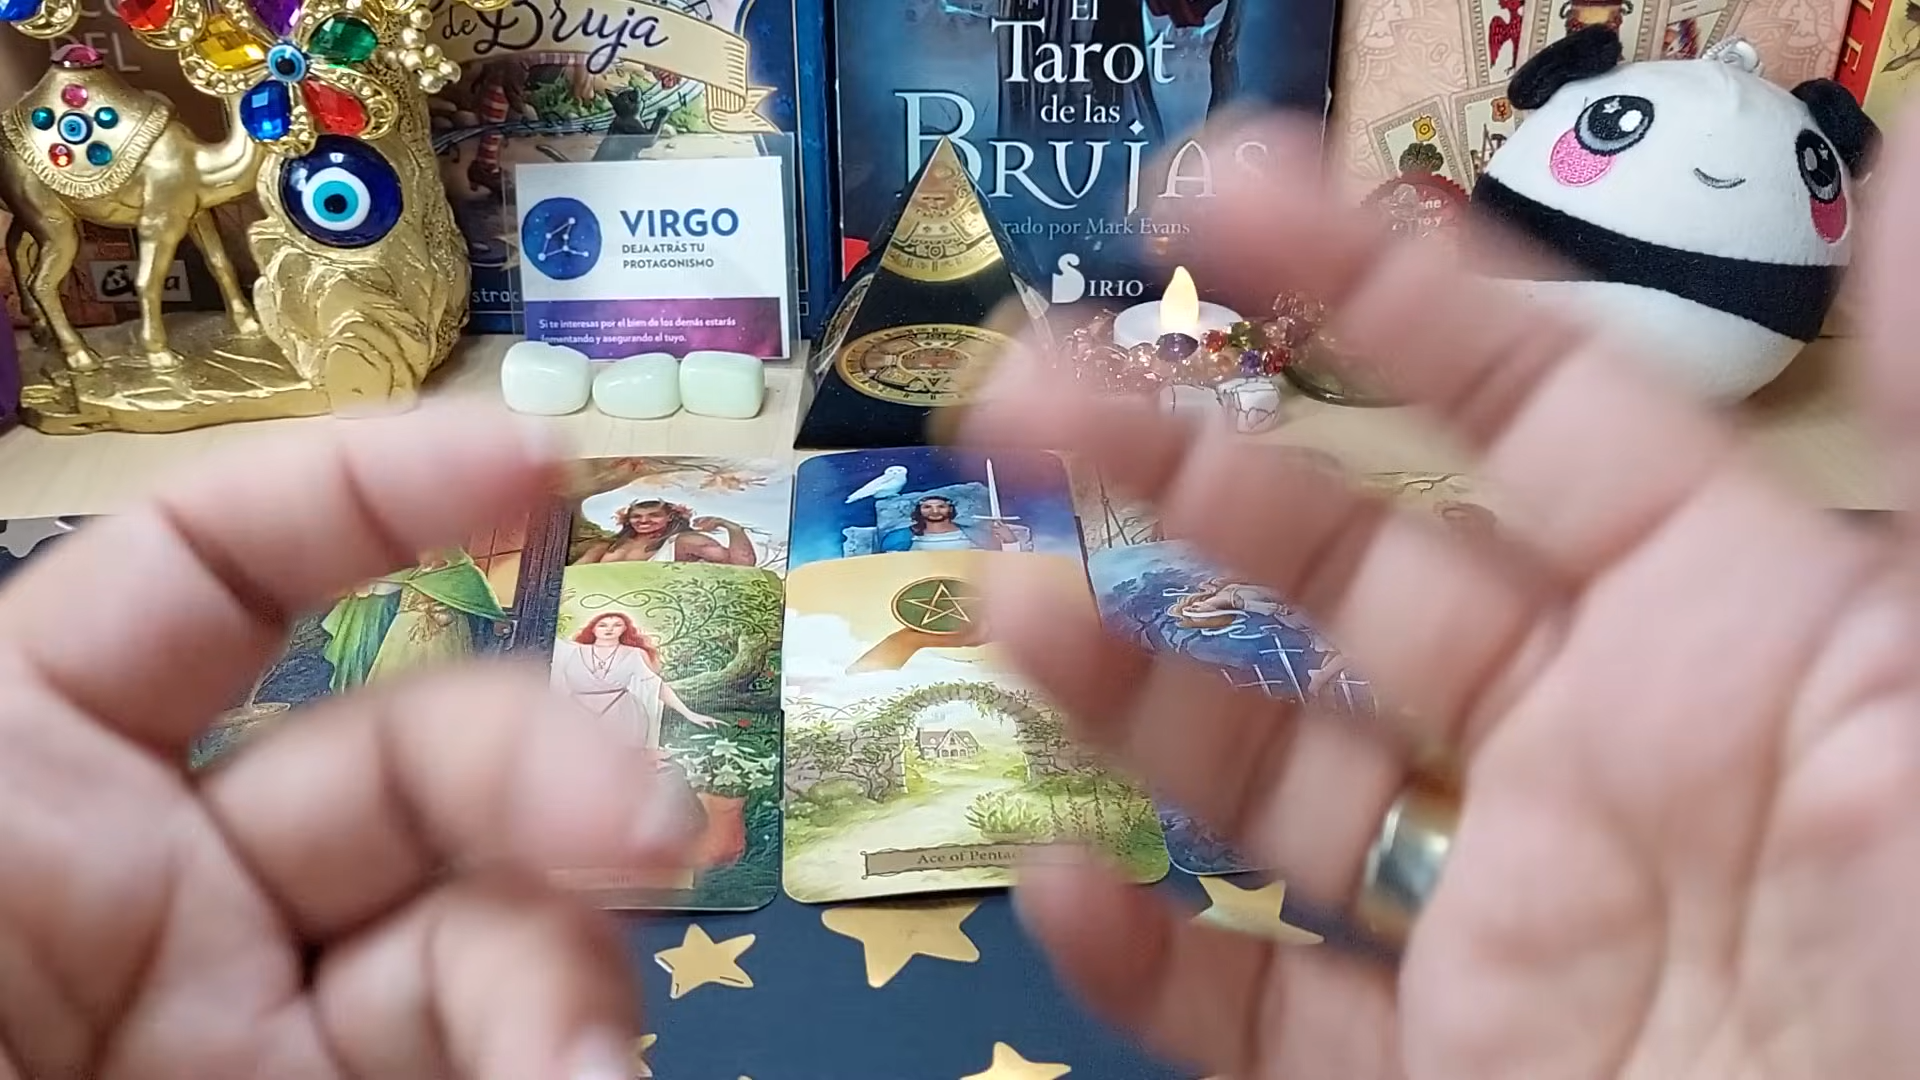 de Bruja
El
Tarot
de las
BRUJAS
rado por Mark Evans
SIRIO
VIRGO
DEJA ATRÁS TU
PROTAGONISMO
Si te interesas por el bien de los demás estarás
fomentando y asegurando el tuyo.
Ace of Pentac